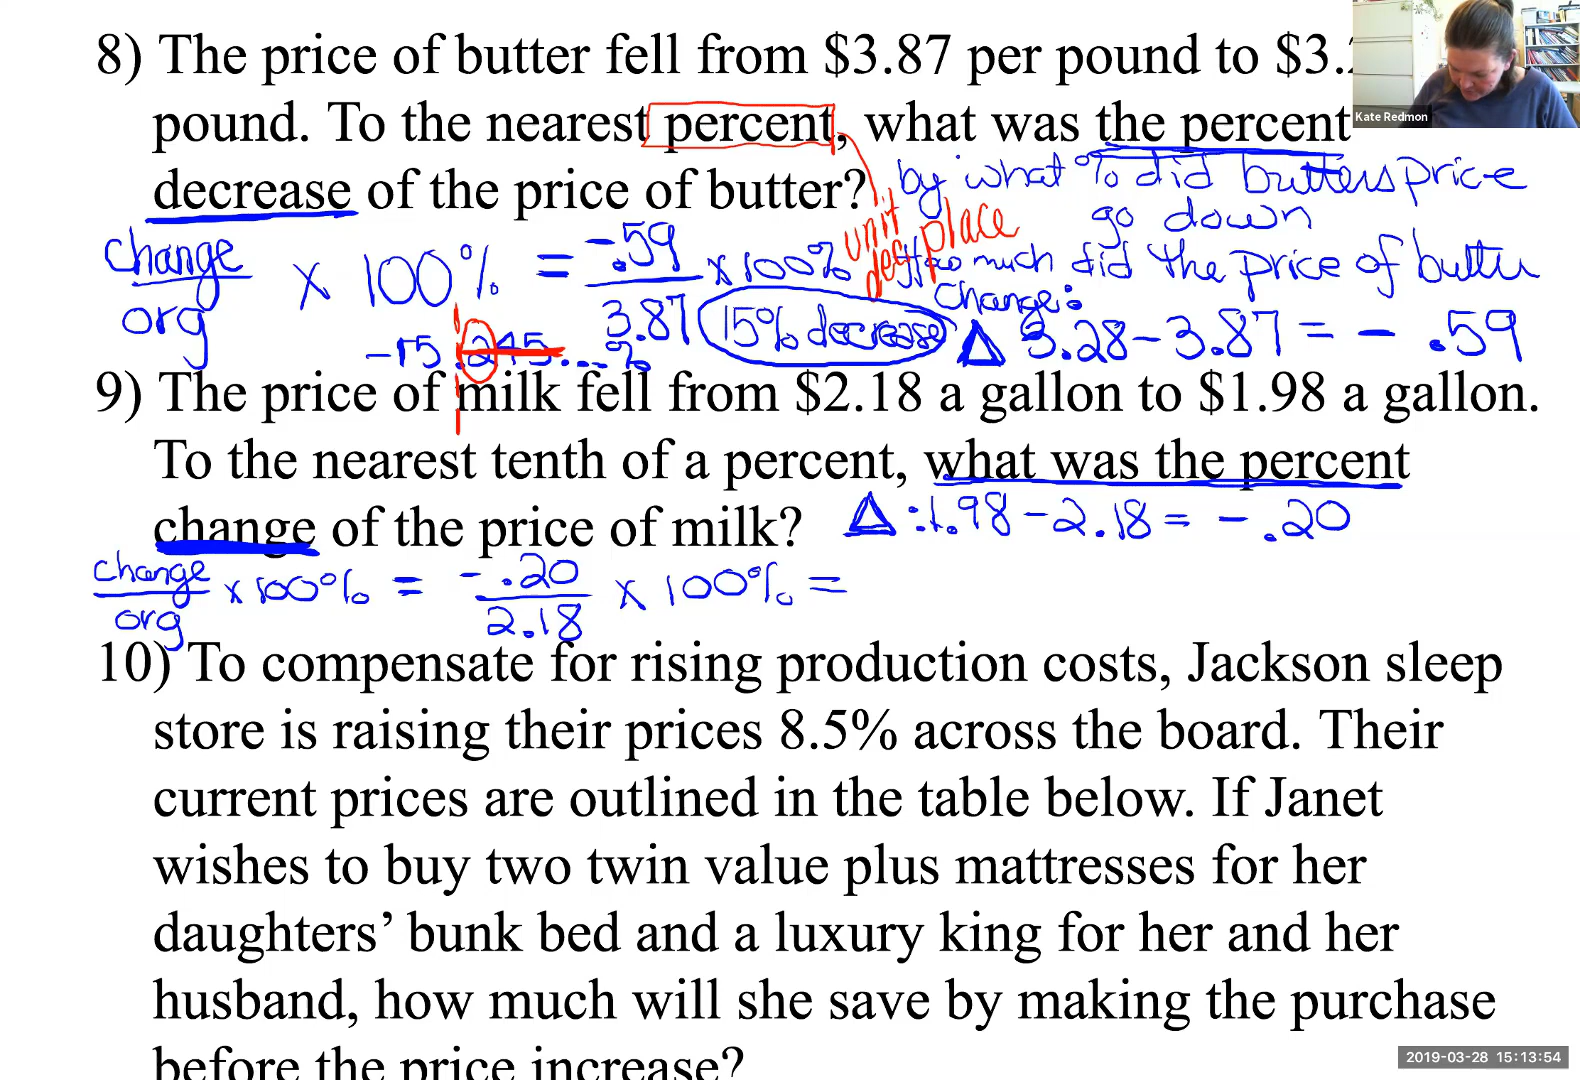 8) The price of butter fell from $3.87 per pound to $3.
Kate Redmon
pound. To the nearest percent, what was the percent
decrease of the price of butter?
by what % did butters price
go down
unit
place
change
org
x 100% = -.59
3.87
x 100%
How much did the price of butter
change:
-15.245...%
15% decrease
Δ 3.28-3.87 = - .59
9) The price of milk fell from $2.18 a gallon to $1.98 a gallon.
To the nearest tenth of a percent, what was the percent
change of the price of milk?
Δ:1.98-2.18= -.20
change
org
x 100% = -.20
2.18
x 100% =
10) To compensate for rising production costs, Jackson sleep
store is raising their prices 8.5% across the board. Their
current prices are outlined in the table below. If Janet
wishes to buy two twin value plus mattresses for her
daughters’ bunk bed and a luxury king for her and her
husband, how much will she save by making the purchase
before the price increase?
2019-03-28 15:13:54